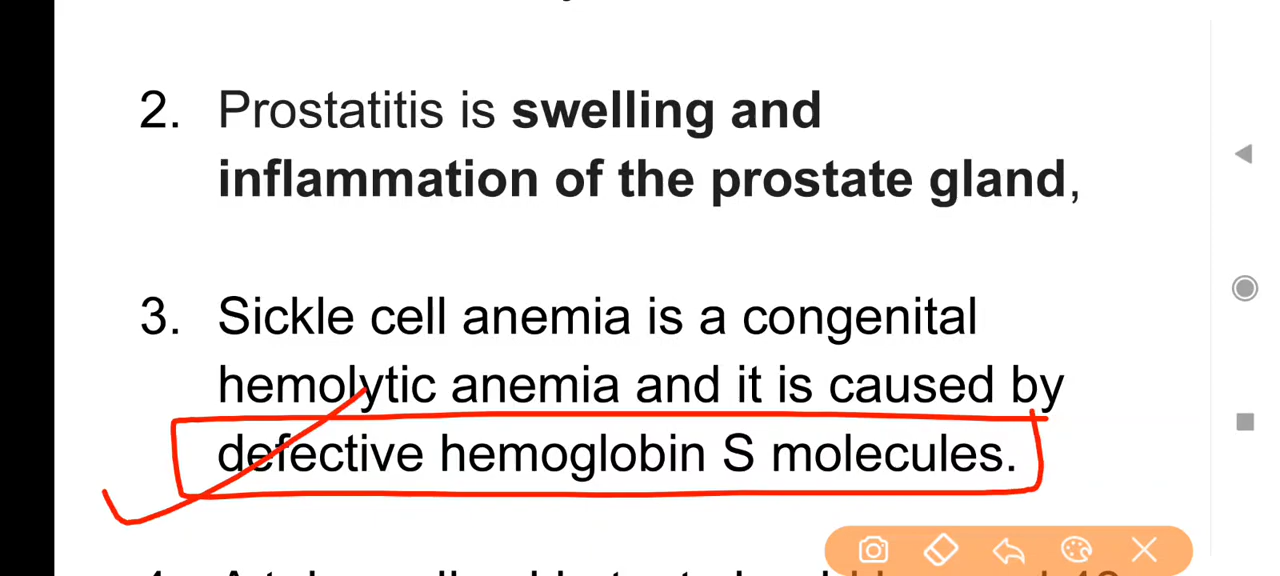 2. Prostatitis is swelling and
inflammation of the prostate gland,
3. Sickle cell anemia is a congenital
hemolytic anemia and it is caused by
defective hemoglobin S molecules.